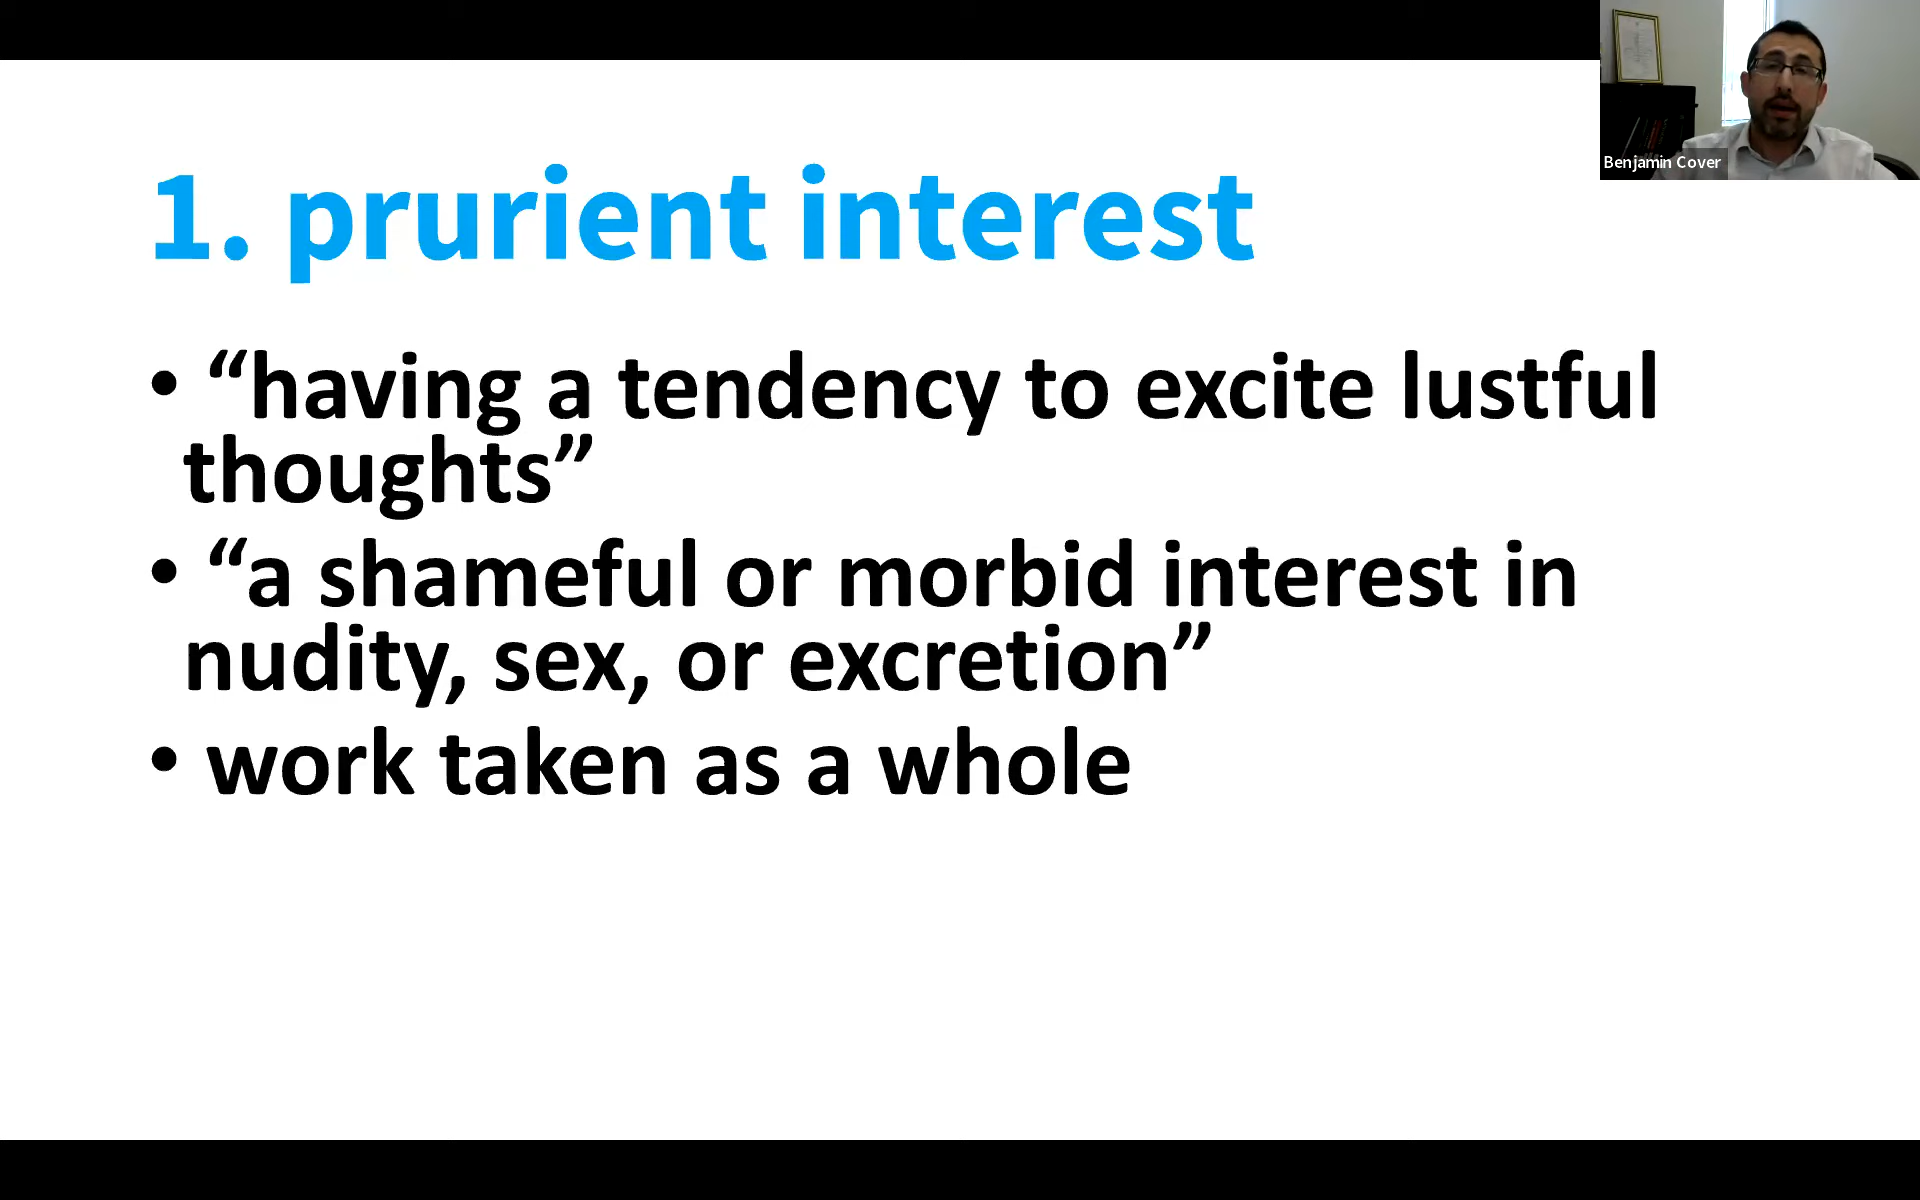 Benjamin Cover
1. prurient interest
• “having a tendency to excite lustful
thoughts”
• “a shameful or morbid interest in
nudity, sex, or excretion”
• work taken as a whole